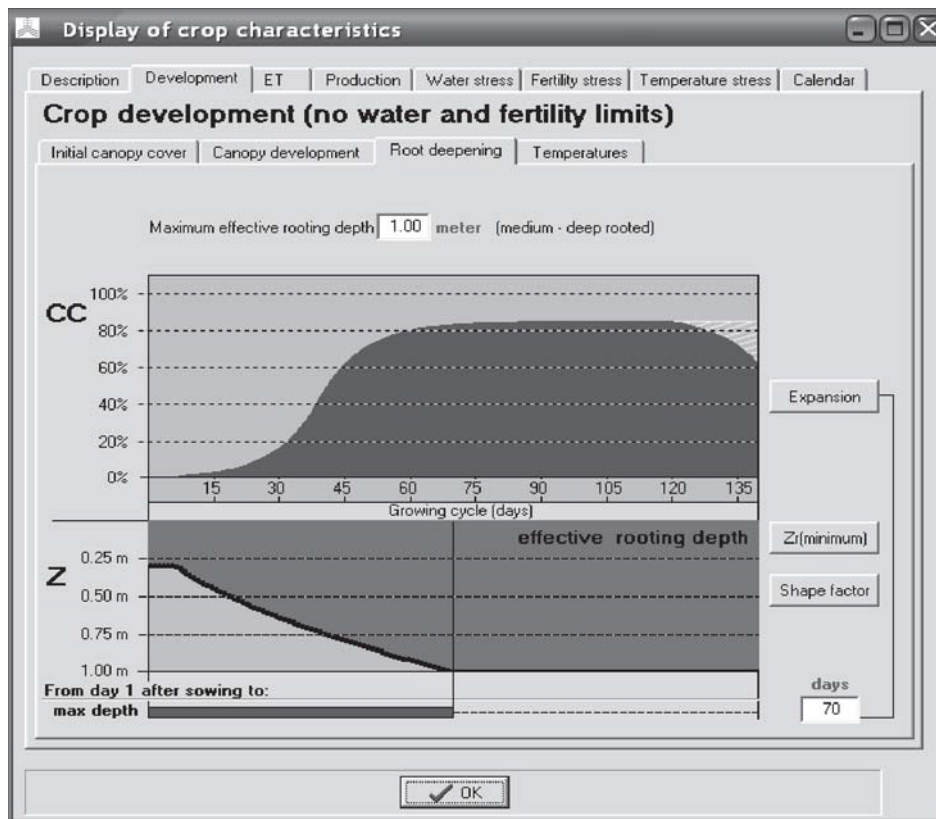 Display of crop characteristics
Description Development ET Production Water stress Fertility stress Temperature stress Calendar
Crop development (no water and fertility limits)
Initial canopy cover Canopy development Root deepening Temperatures
Maximum effective rooting depth 1.00 meter (medium - deep rooted)
CC
100%
80%
60%
40%
20%
0%
15 30 45 60 75 90 105 120 135
Growing cycle (days)
Expansion
effective rooting depth
Z
0.25 m
0.50 m
0.75 m
1.00 m
Zr(minimum)
Shape factor
From day 1 after sowing to:
max depth
days
70
OK